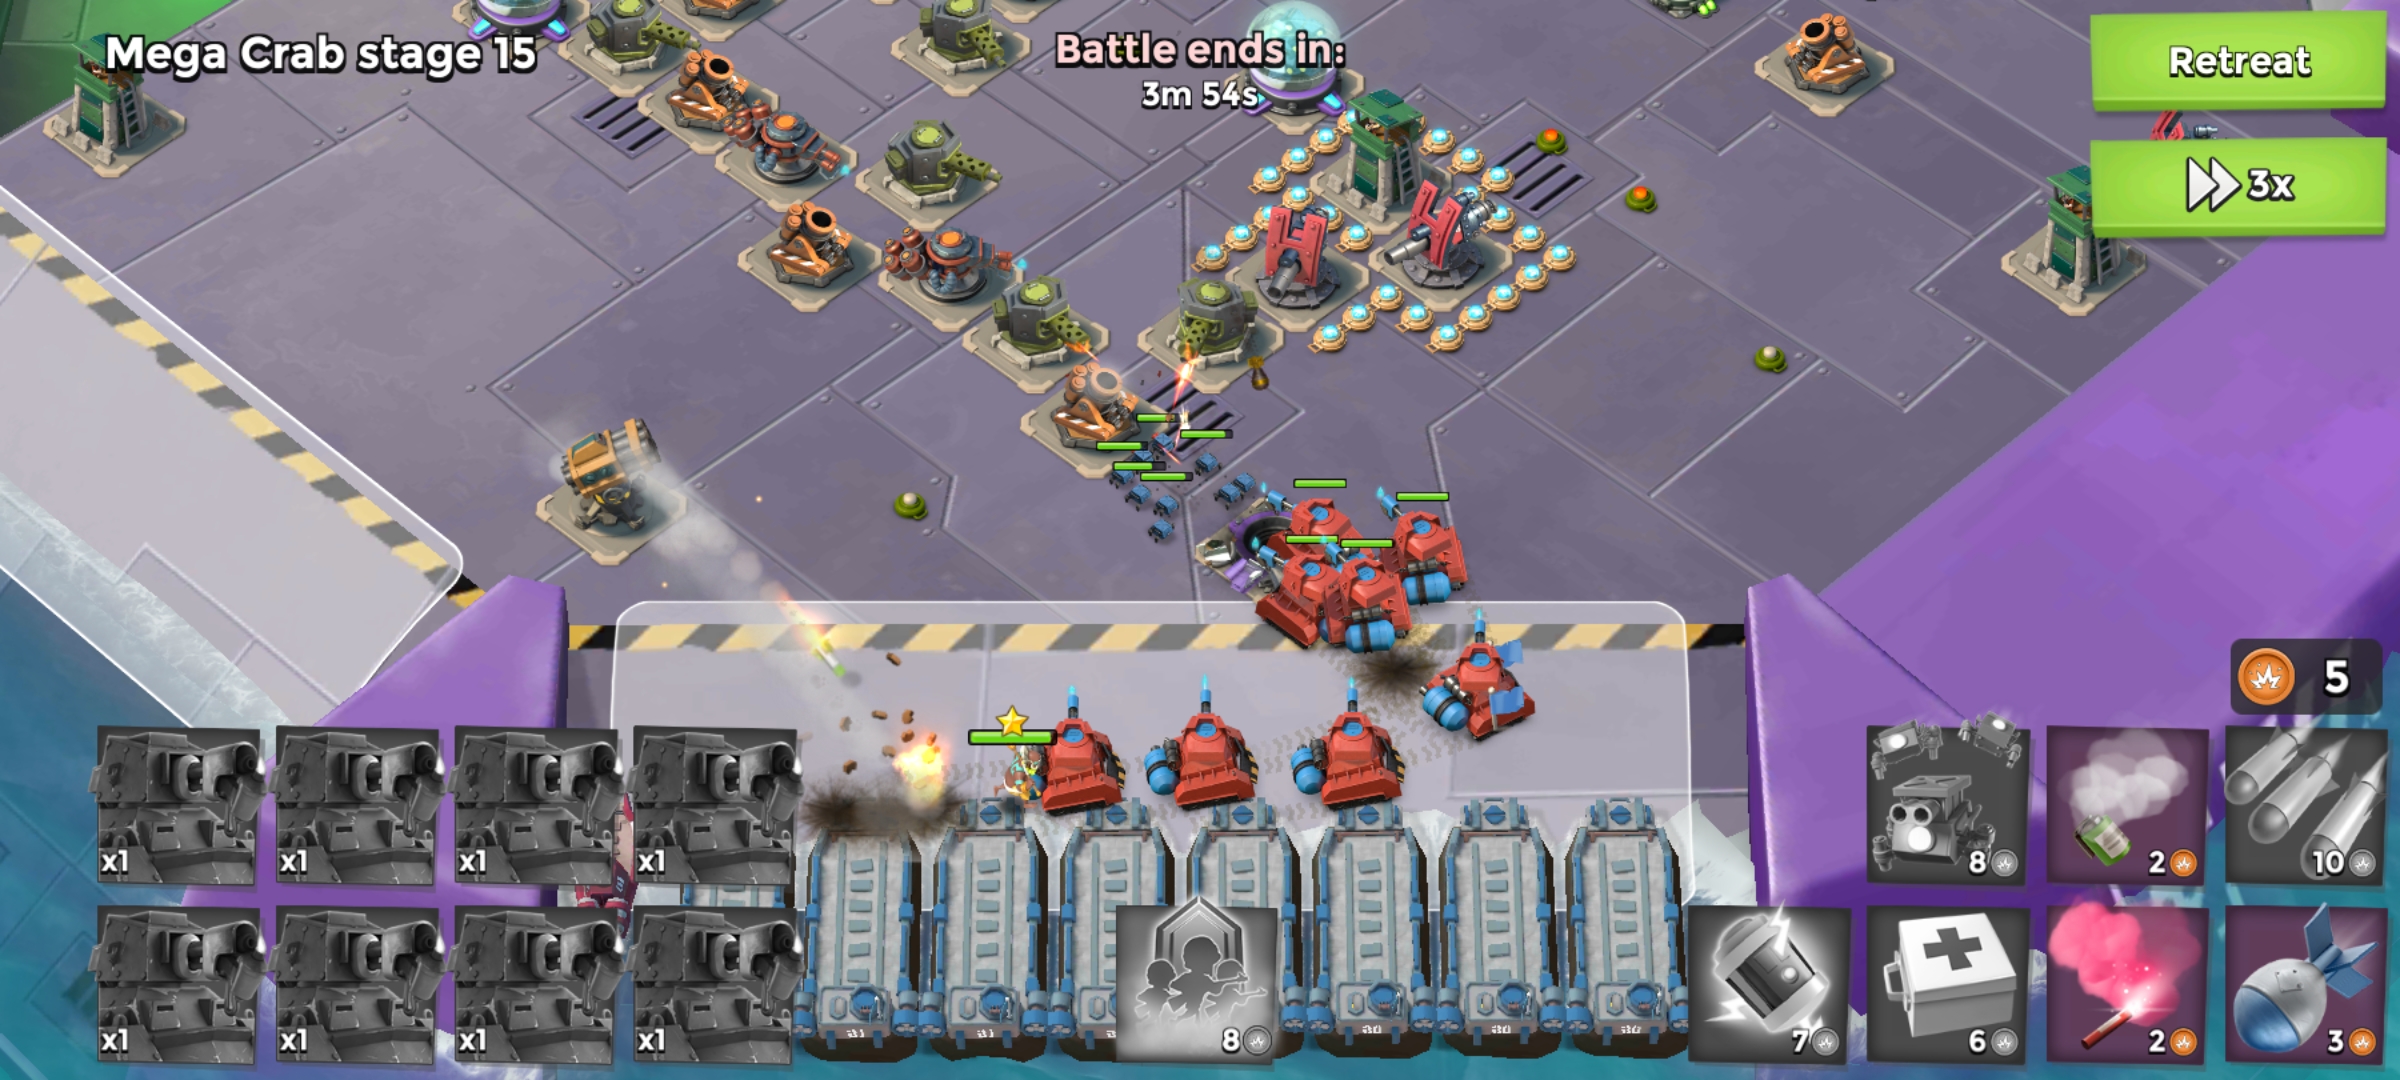 Mega Crab stage 15
Battle ends in:
3m 54s
Retreat
3x
5
x1
x1
x1
x1
8
2
10
x1
x1
x1
x1
8
7
6
2
3